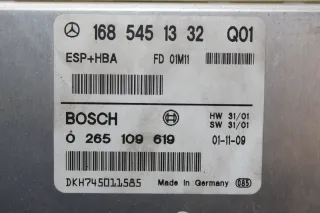 168 545 13 32 Q01
ESP+HBA FD 01M11
BOSCH HW 31/01
SW 31/01
0 265 109 619 01-11-09
DKH745011585 Made in Germany